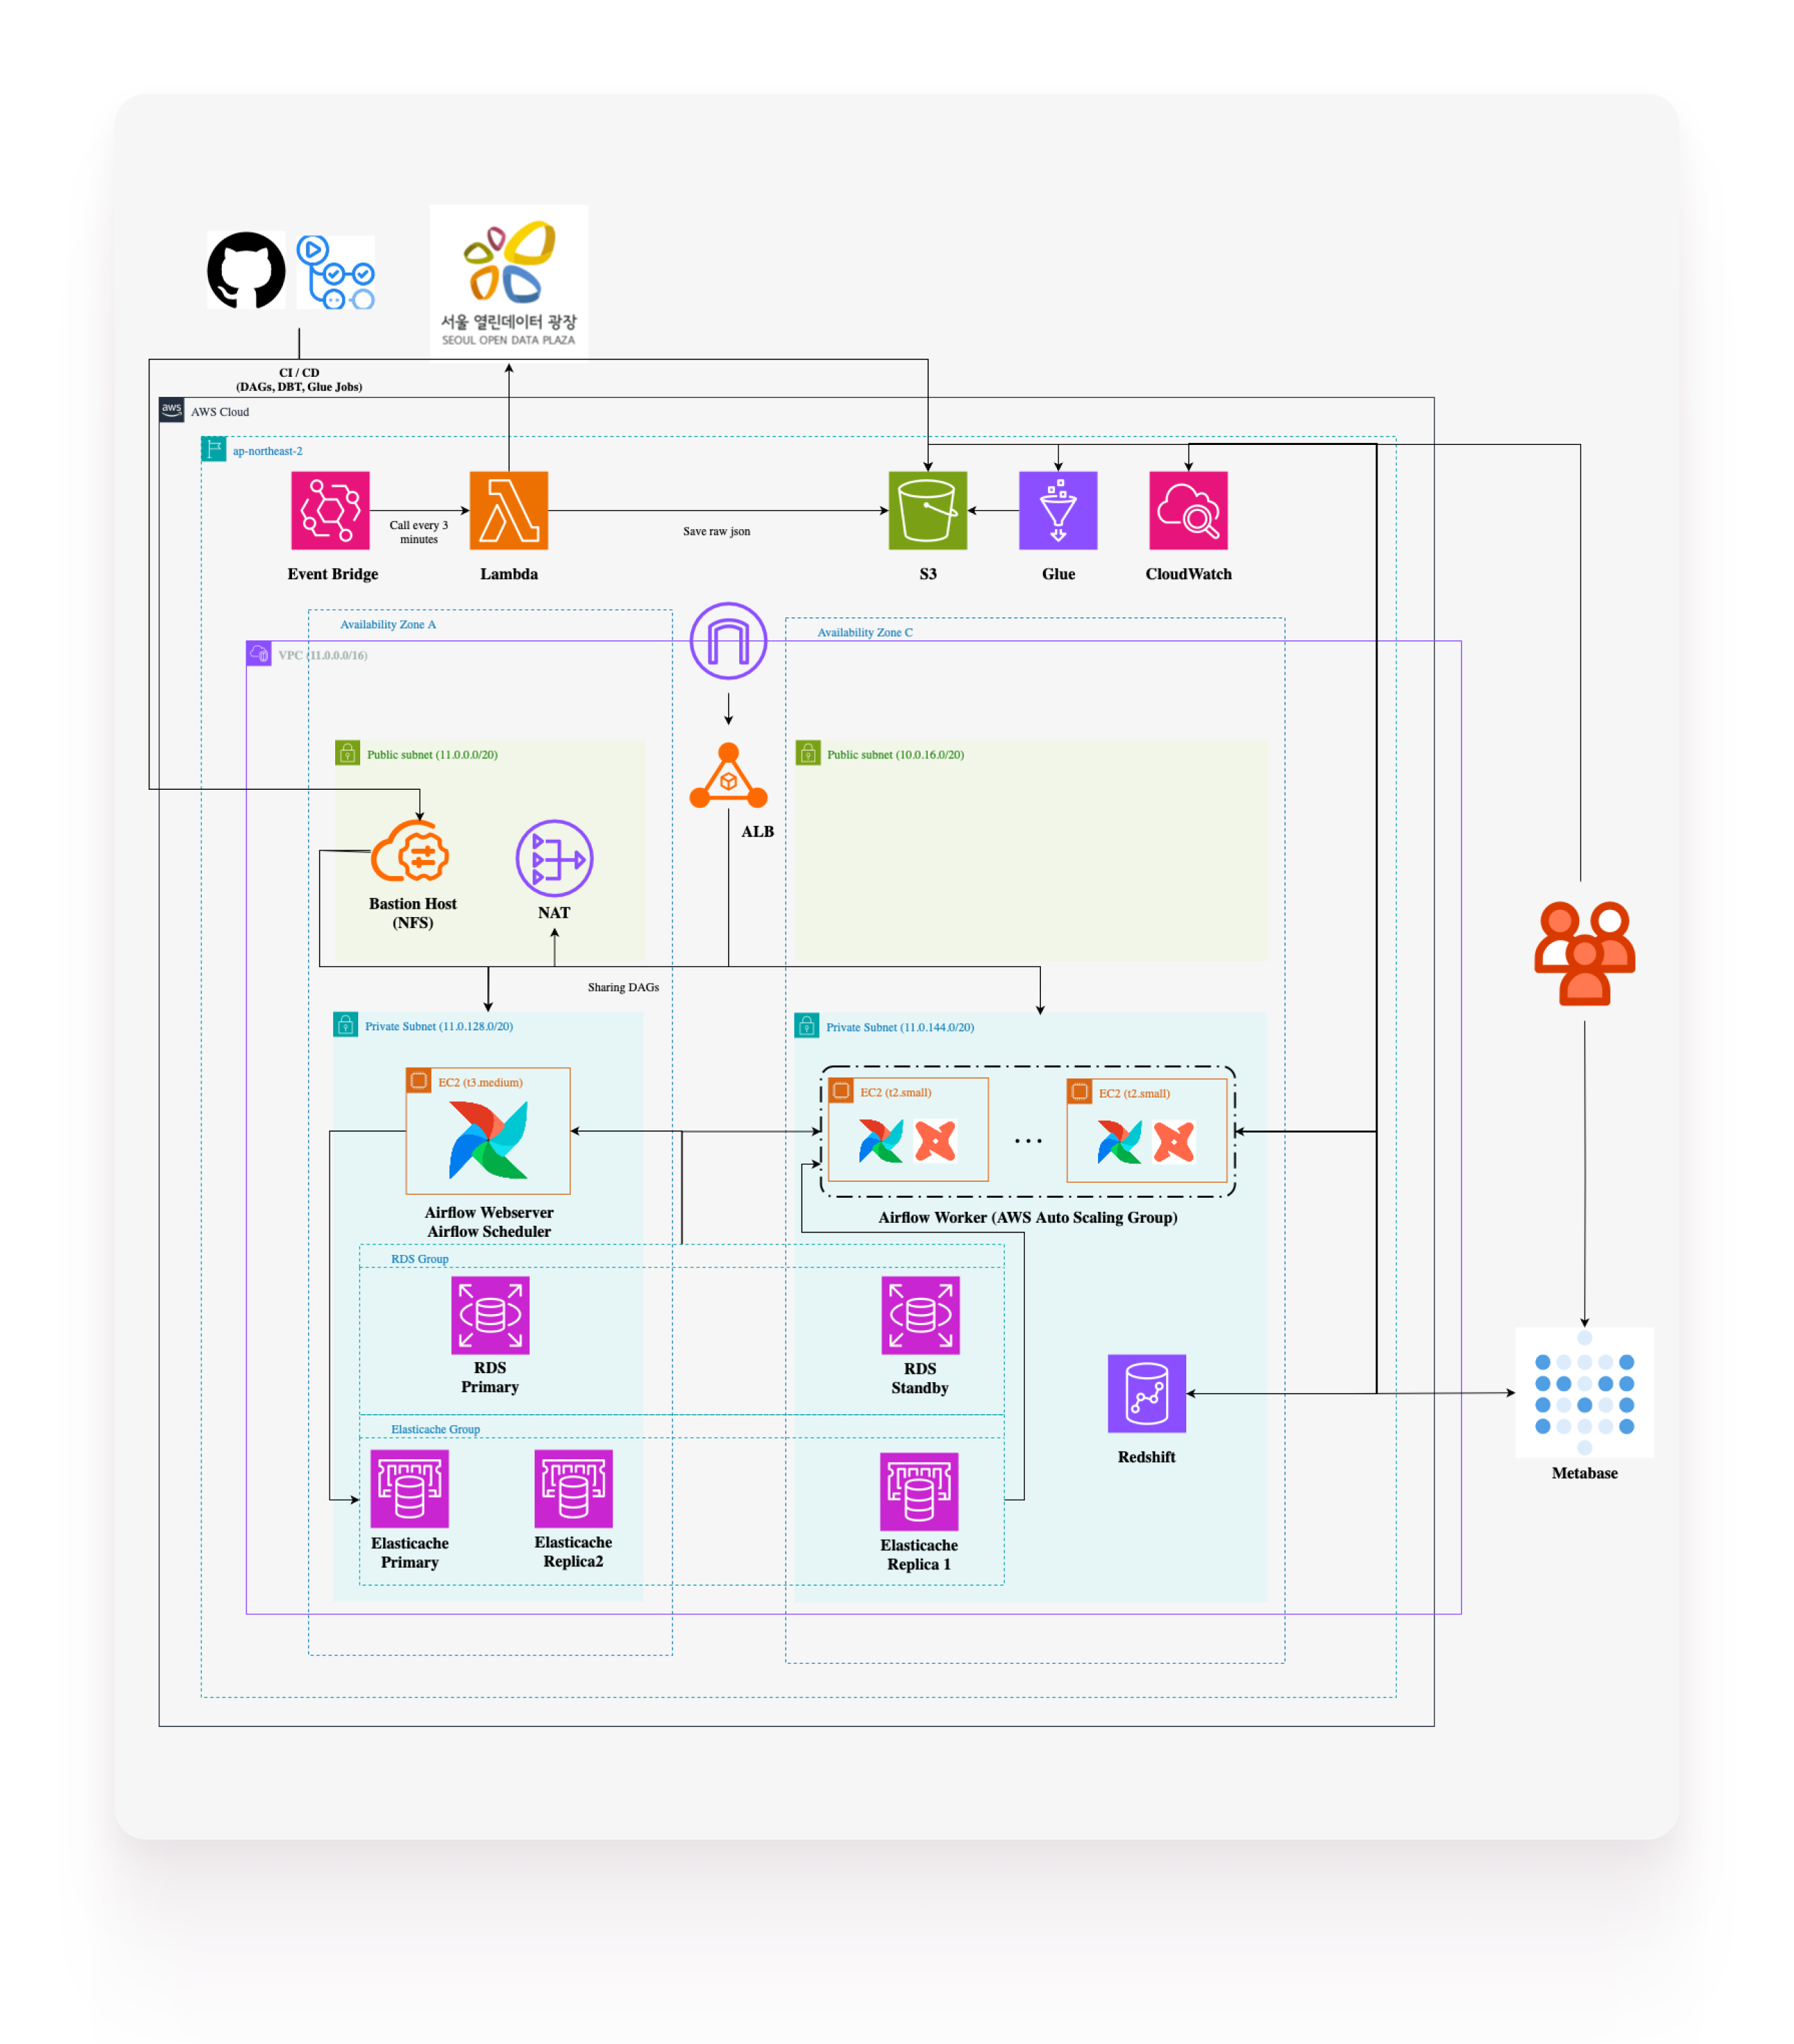 서울 열린데이터 광장
SEOUL OPEN DATA PLAZA
CI / CD
(DAGs, DBT, Glue Jobs)
aws
AWS Cloud
ap-northeast-2
Call every 3
minutes
Save raw json
Event Bridge
Lambda
S3
Glue
CloudWatch
Availability Zone A
Availability Zone C
VPC (11.0.0.0/16)
Public subnet (11.0.0.0/20)
Public subnet (10.0.16.0/20)
ALB
Bastion Host
(NFS)
NAT
Sharing DAGs
Private Subnet (11.0.128.0/20)
Private Subnet (11.0.144.0/20)
EC2 (t3.medium)
EC2 (t2.small)
EC2 (t2.small)
...
Airflow Webserver
Airflow Scheduler
Airflow Worker (AWS Auto Scaling Group)
RDS Group
RDS
Primary
RDS
Standby
Elasticache Group
Redshift
Metabase
Elasticache
Primary
Elasticache
Replica2
Elasticache
Replica 1